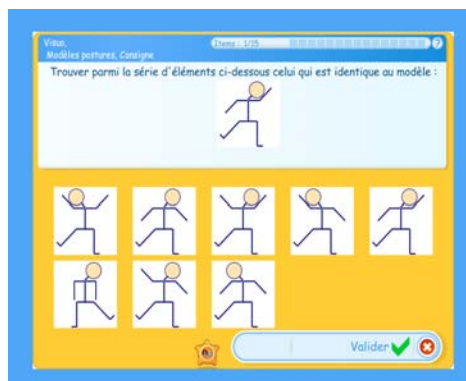 Visuo,
Items : 1/15
?
Modèles postures, Consigne
Trouver parmi la série d'éléments ci-dessous celui qui est identique au modèle :
Valider